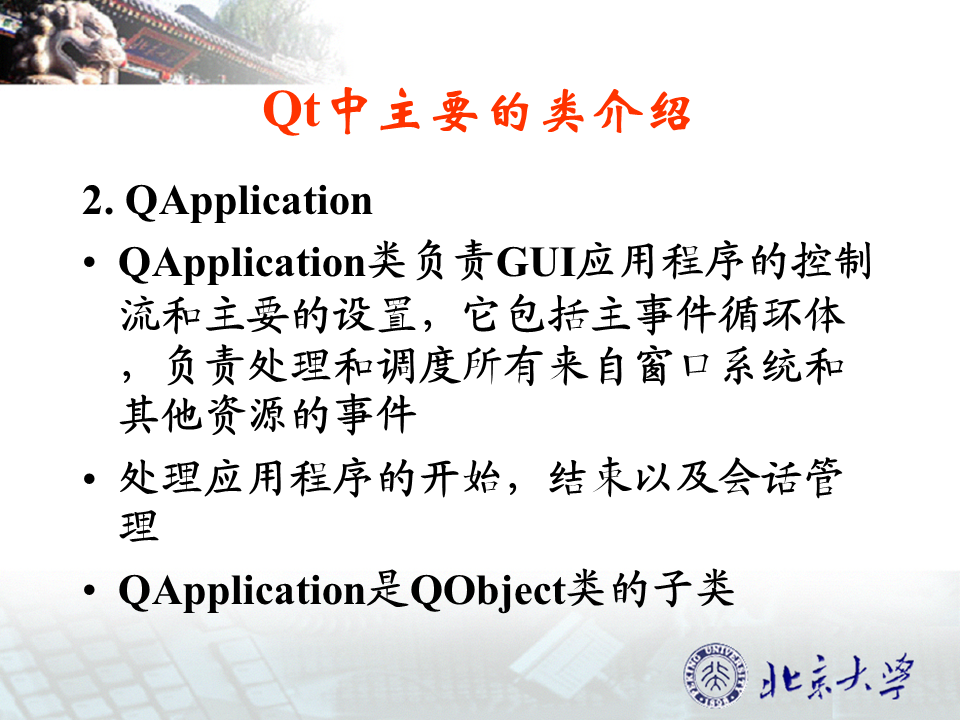 Qt中主要的类介绍
2. QApplication
• QApplication类负责GUI应用程序的控制
流和主要的设置，它包括主事件循环体
，负责处理和调度所有来自窗口系统和
其他资源的事件
• 处理应用程序的开始，结束以及会话管
理
• QApplication是QObject类的子类
PEKING UNIVERSITY
1898
北京大学